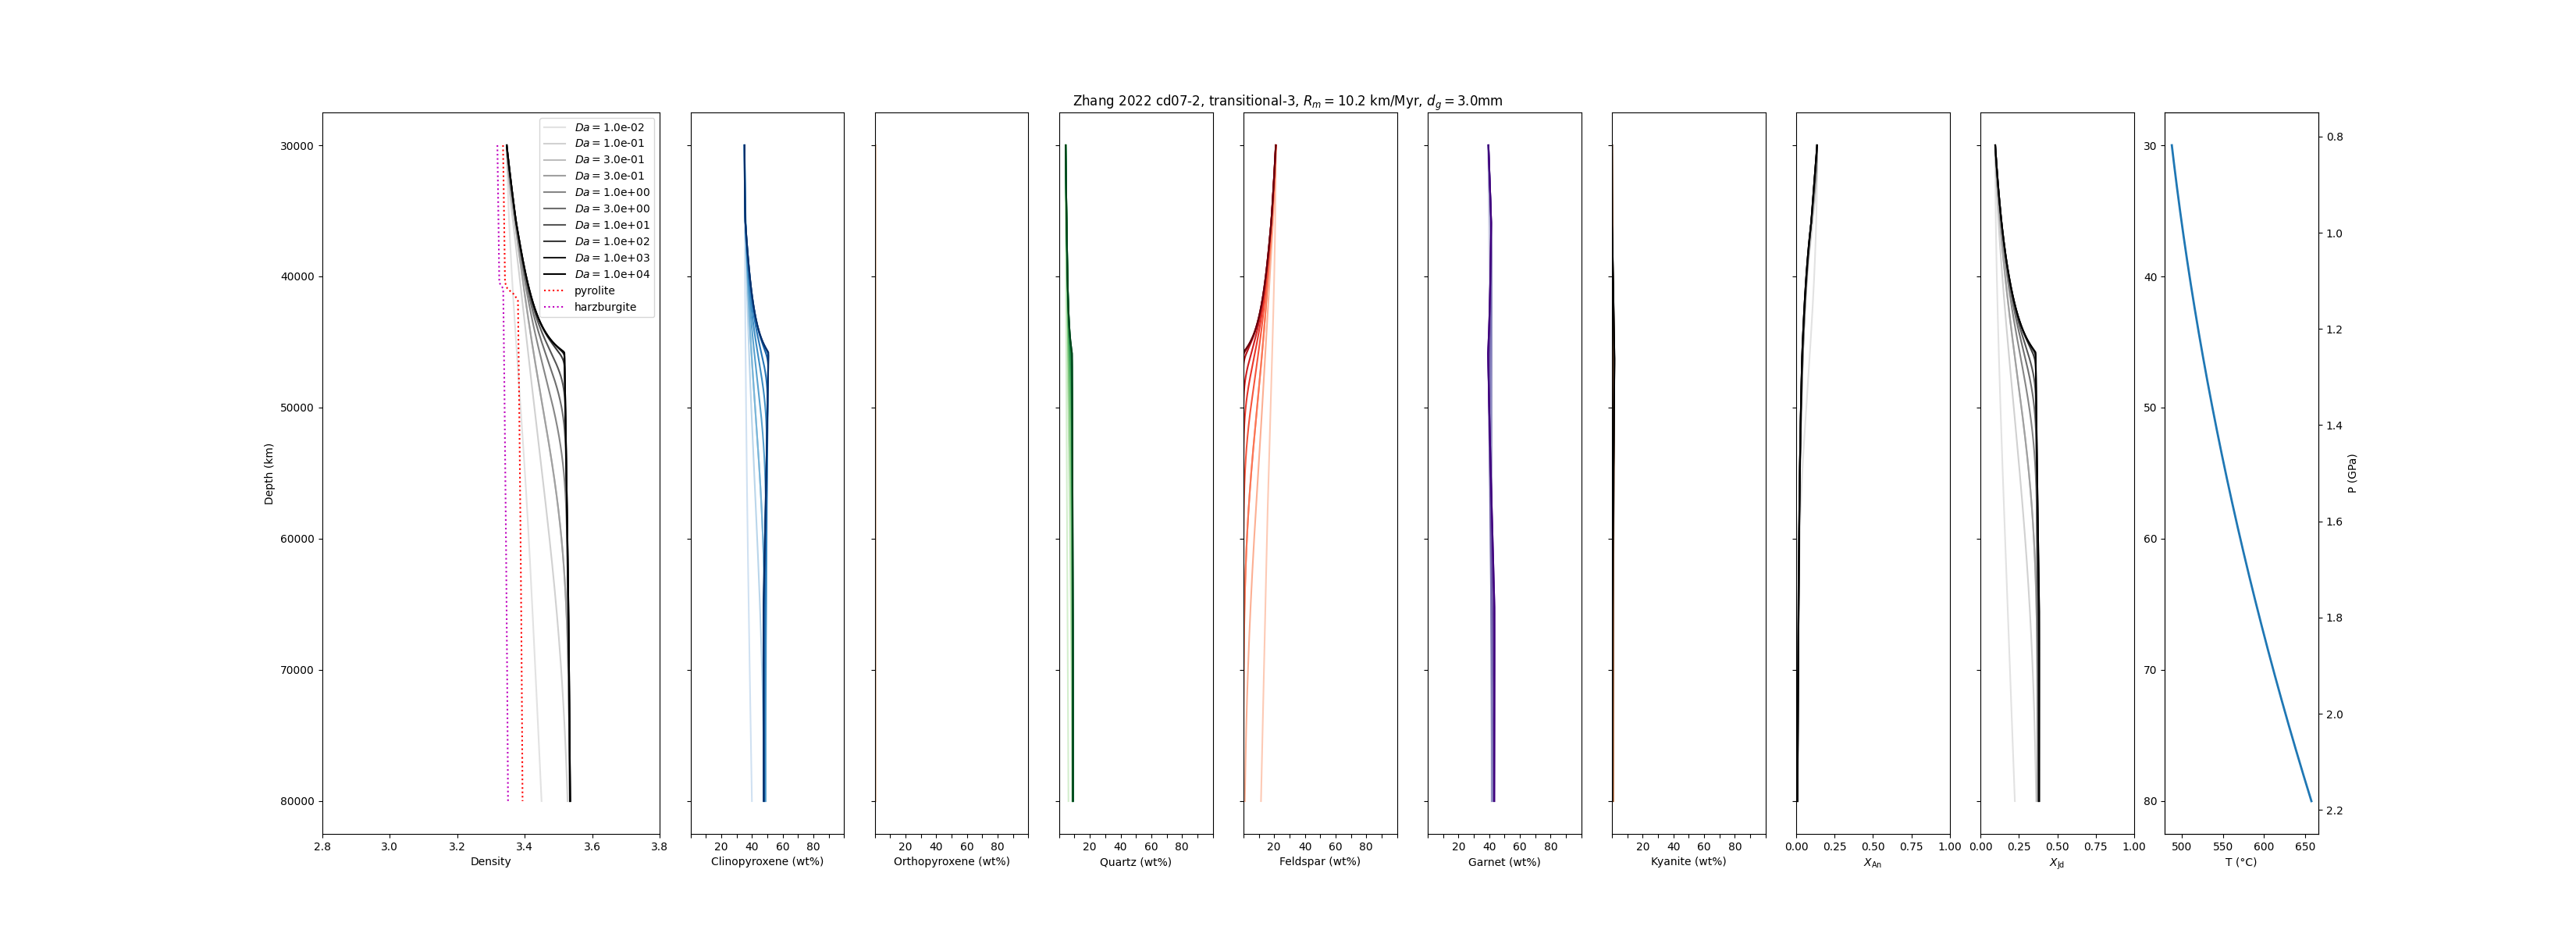 Zhang 2022 cd07-2, transitional-3, R_m = 10.2 km/Myr, d_g = 3.0mm
Da = 1.0e-02
Da = 1.0e-01
Da = 3.0e-01
Da = 3.0e-01
Da = 1.0e+00
Da = 3.0e+00
Da = 1.0e+01
Da = 1.0e+02
Da = 1.0e+03
Da = 1.0e+04
pyrolite
harzburgite
Depth (km)
30000
40000
50000
60000
70000
80000
2.8 3.0 3.2 3.4 3.6 3.8
Density
20 40 60 80
Clinopyroxene (wt%)
20 40 60 80
Orthopyroxene (wt%)
20 40 60 80
Quartz (wt%)
20 40 60 80
Feldspar (wt%)
20 40 60 80
Garnet (wt%)
20 40 60 80
Kyanite (wt%)
0.00 0.25 0.50 0.75 1.00
X_An
0.00 0.25 0.50 0.75 1.00
X_Jd
30
40
50
60
70
80
500 550 600 650
T (°C)
0.8
1.0
1.2
1.4
1.6
1.8
2.0
2.2
P (GPa)